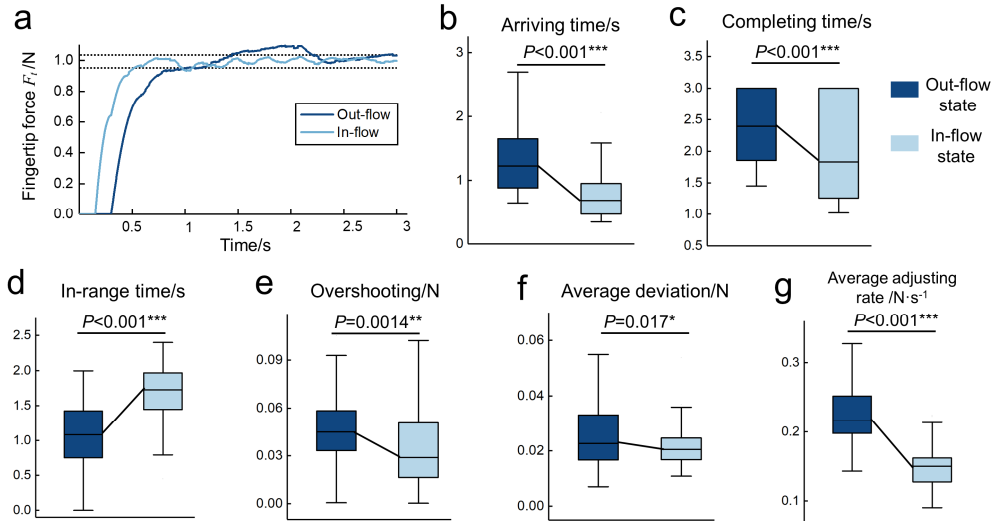 a
Fingertip force Fₜ/N
1.0
0.8
0.6
0.4
0.2
0.0
0.5
1
1.5
2
2.5
3
Time/s
Out-flow
In-flow
b
Arriving time/s
P<0.001***
3
2
1
0
c
Completing time/s
P<0.001***
3.5
3.0
2.5
2.0
1.5
1.0
0.5
Out-flow
state
In-flow
state
d
In-range time/s
P<0.001***
2.5
2.0
1.5
1.0
0.5
0.0
e
Overshooting/N
P=0.0014**
0.09
0.06
0.03
0.00
f
Average deviation/N
P=0.017*
0.06
0.04
0.02
0.00
g
Average adjusting
rate /N·s⁻¹
P<0.001***
0.3
0.2
0.1